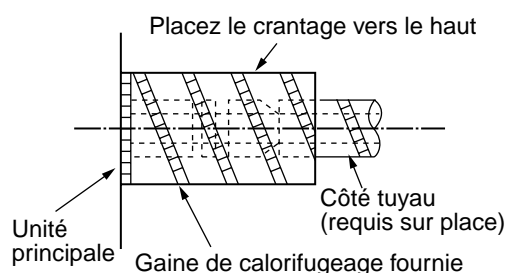 Placez le crantage vers le haut
Côté tuyau
(requis sur place)
Unité
principale
Gaine de calorifugeage fournie